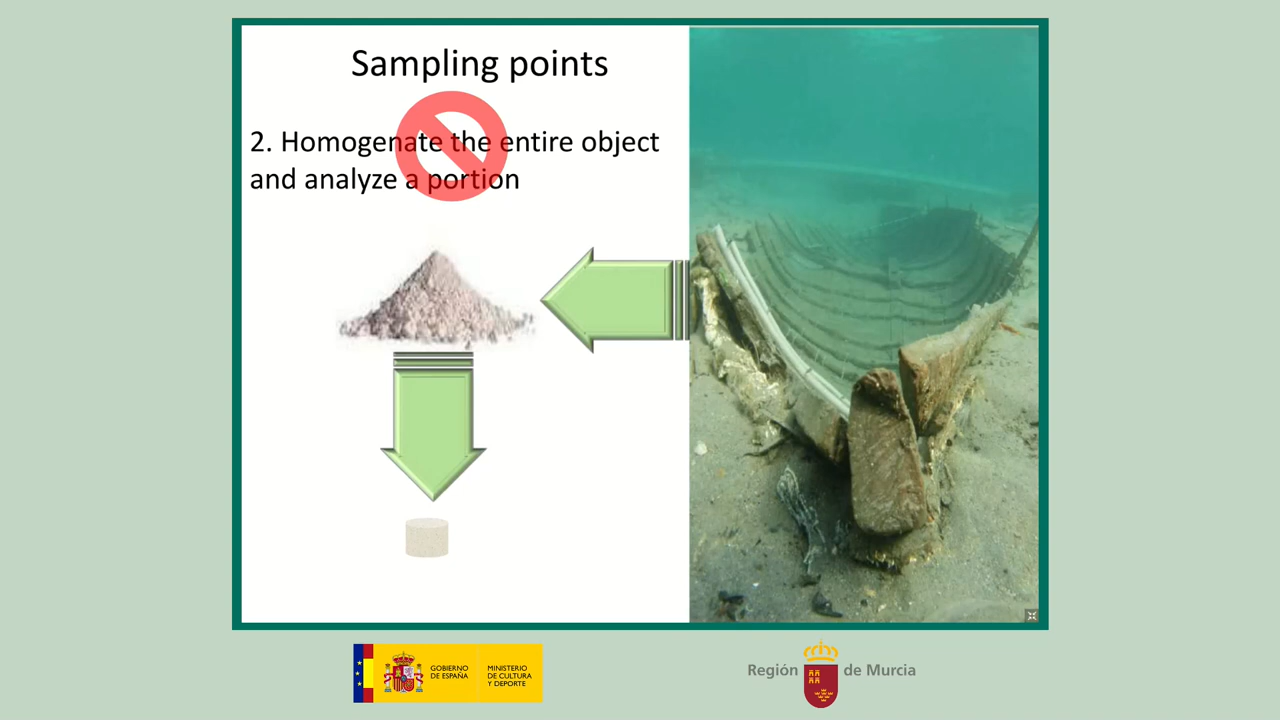 Sampling points
2. Homogenate the entire object
and analyze a portion
GOBIERNO
DE ESPAÑA
MINISTERIO
DE CULTURA
Y DEPORTE
Región de Murcia